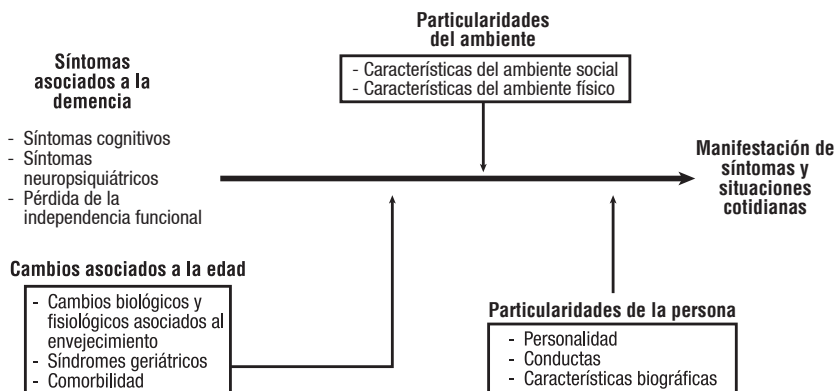 Particularidades
del ambiente
- Características del ambiente social
- Características del ambiente físico
Síntomas
asociados a la
demencia
- Síntomas cognitivos
- Síntomas
neuropsiquiátricos
- Pérdida de la
independencia funcional
Manifestación de
síntomas y
situaciones
cotidianas
Cambios asociados a la edad
- Cambios biológicos y
fisiológicos asociados al
envejecimiento
- Síndromes geriátricos
- Comorbilidad
Particularidades de la persona
- Personalidad
- Conductas
- Características biográficas